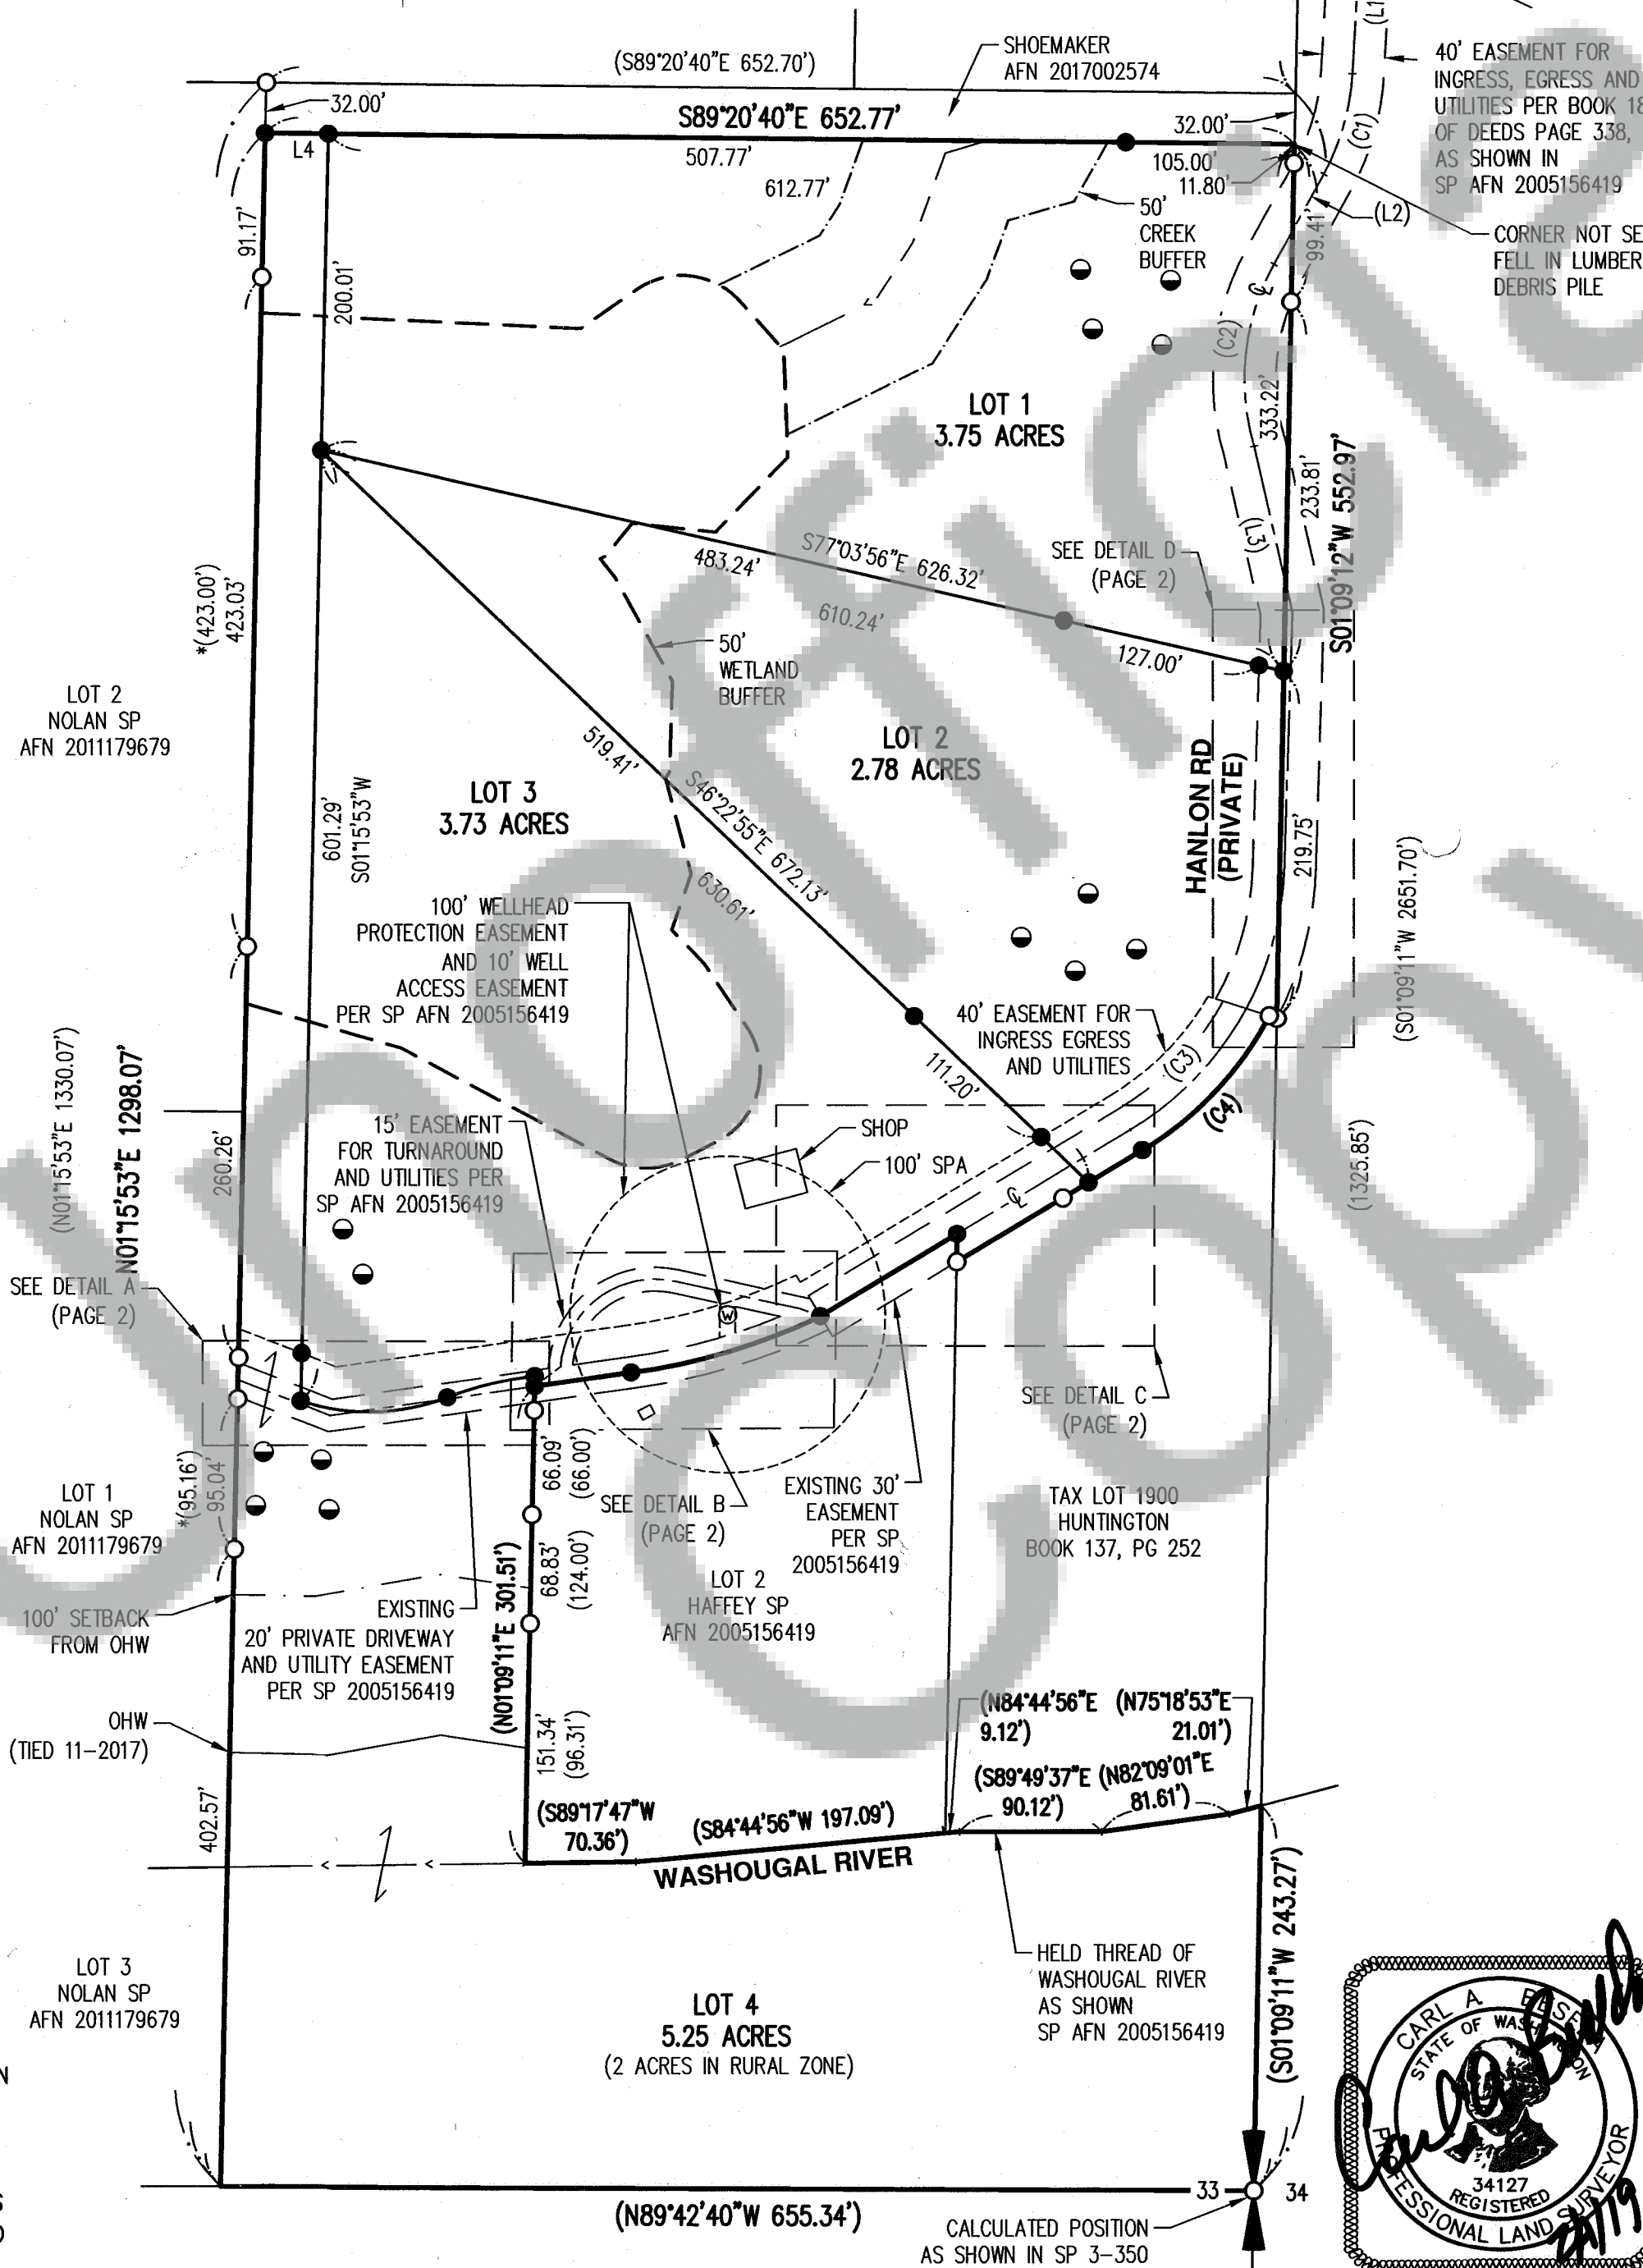 (S89°20'40"E 652.70')
SHOEMAKER
AFN 2017002574
(L1
40' EASEMENT FOR
INGRESS, EGRESS AND
UTILITIES PER BOOK 18
OF DEEDS PAGE 338,
AS SHOWN IN
SP AFN 2005156419
32.00'
S89°20'40"E 652.77'
32.00'
L4
507.77'
105.00'
11.80'
612.77'
(C1)
(L2)
CORNER NOT SE
FELL IN LUMBER
DEBRIS PILE
50'
CREEK
BUFFER
91.17'
200.01'
99.41'
(C2)
LOT 1
3.75 ACRES
333.22'
233.81'
S01°09'12"W 552.97'
(L3)
SEE DETAIL D
(PAGE 2)
483.24'
S77°03'56"E 626.32'
610.24'
127.00'
*(423.00')
423.03'
50'
WETLAND
BUFFER
LOT 2
NOLAN SP
AFN 2011179679
LOT 2
2.78 ACRES
519.41'
S46°22'55"E 672.13'
630.61'
HANLON RD
(PRIVATE)
LOT 3
3.73 ACRES
601.29'
S01°15'53"W
219.75'
(S01°09'11"W 2651.70')
100' WELLHEAD
PROTECTION EASEMENT
AND 10' WELL
ACCESS EASEMENT
PER SP AFN 2005156419
40' EASEMENT FOR
INGRESS EGRESS
AND UTILITIES
(C3)
(C4)
111.20'
(N01°15'53"E 1330.07')
N01°15'53"E 1298.07'
260.26'
15' EASEMENT
FOR TURNAROUND
AND UTILITIES PER
SP AFN 2005156419
SHOP
100' SPA
(1325.85')
SEE DETAIL A
(PAGE 2)
W
SEE DETAIL C
(PAGE 2)
LOT 1
NOLAN SP
AFN 2011179679
*(95.16')
95.04'
66.09'
(66.00')
SEE DETAIL B
(PAGE 2)
EXISTING 30'
EASEMENT
PER SP
2005156419
TAX LOT 1900
HUNTINGTON
BOOK 137, PG 252
68.83'
(124.00')
LOT 2
HAFFEY SP
AFN 2005156419
100' SETBACK
FROM OHW
EXISTING
20' PRIVATE DRIVEWAY
AND UTILITY EASEMENT
PER SP 2005156419
(N01°09'11"E 301.51')
OHW
(TIED 11-2017)
151.34'
(96.31')
(N84°44'56"E
9.12')
(N75°18'53"E
21.01')
(S89°49'37"E
90.12')
(N82°09'01"E
81.61')
402.57'
(S89°17'47"W
70.36')
(S84°44'56"W 197.09')
WASHOUGAL RIVER
HELD THREAD OF
WASHOUGAL RIVER
AS SHOWN
SP AFN 2005156419
(S01°09'11"W 243.27')
LOT 3
NOLAN SP
AFN 2011179679
LOT 4
5.25 ACRES
(2 ACRES IN RURAL ZONE)
N
(N89°42'40"W 655.34')
33
34
CALCULATED POSITION
AS SHOWN IN SP 3-350
CARL A.
STATE OF WASHINGTON
34127
REGISTERED
PROFESSIONAL LAND SURVEYOR